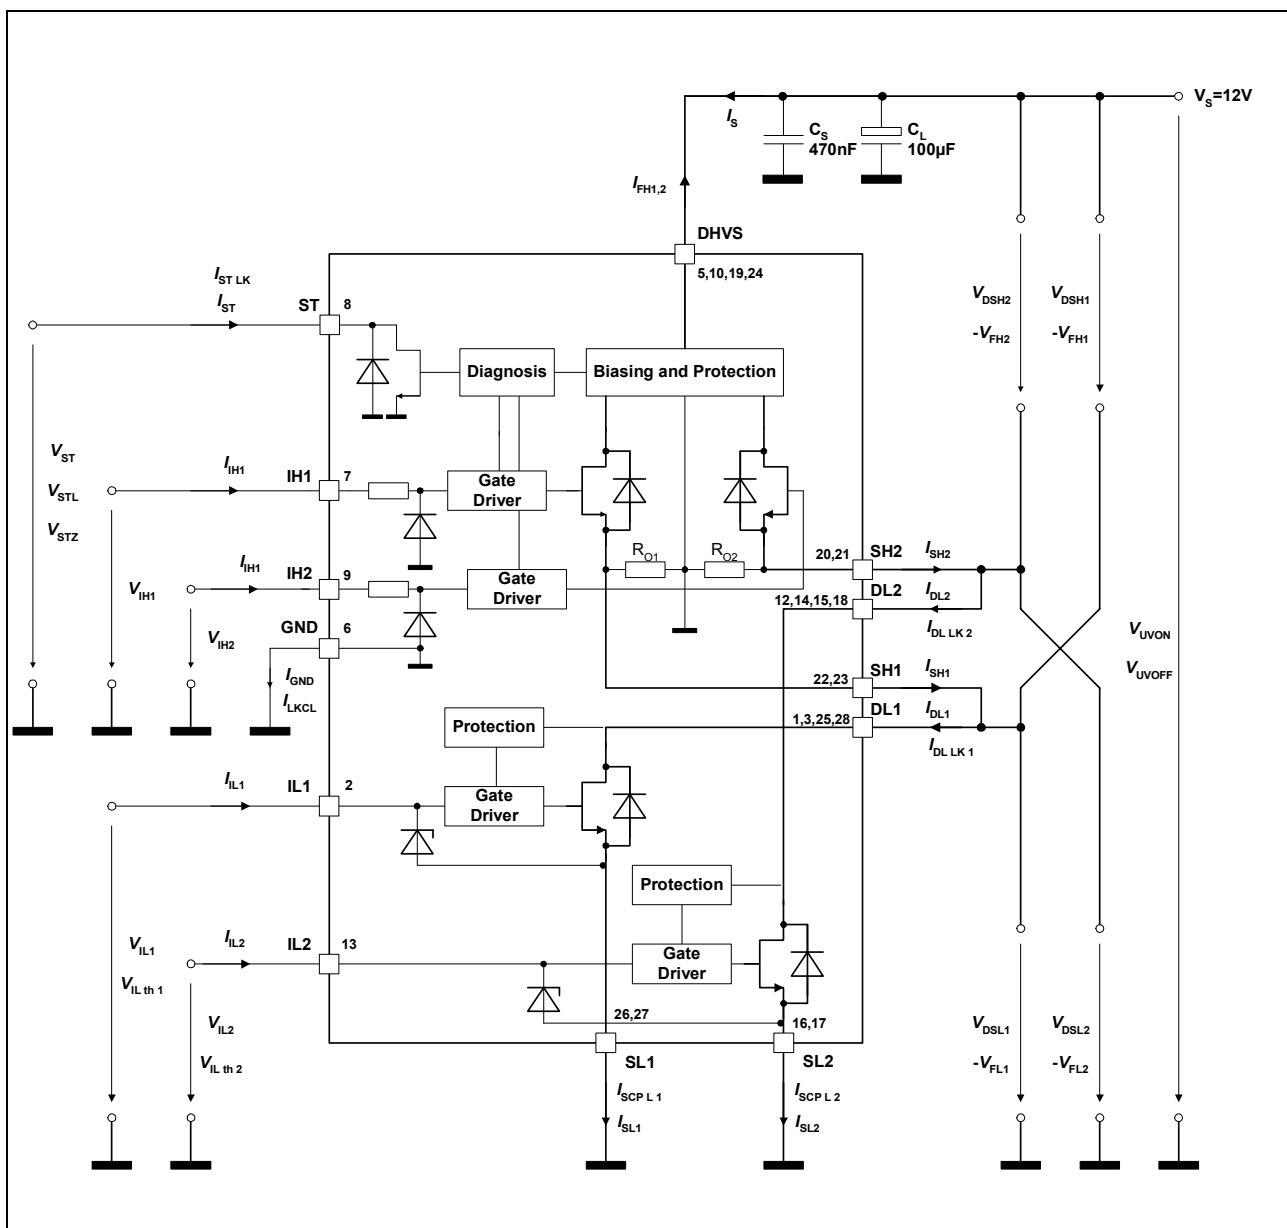 V_S=12V
I_S
C_S
470nF
C_L
100µF
I_FH1,2
DHVS
5,10,19,24
I_ST LK
I_ST
ST
8
V_DSH2
-V_FH2
V_DSH1
-V_FH1
Diagnosis
Biasing and Protection
V_ST
V_STL
V_STZ
I_IH1
IH1
7
Gate
Driver
R_O1
R_O2
20,21
SH2
I_SH2
V_IH1
I_IH1
IH2
9
Gate
Driver
12,14,15,18
DL2
I_DL2
I_DL LK 2
V_IH2
GND
6
I_GND
I_LKCL
V_UVON
V_UVOFF
22,23
SH1
I_SH1
Protection
1,3,25,28
DL1
I_DL1
I_DL LK 1
I_IL1
IL1
2
Gate
Driver
Protection
V_IL1
V_IL th 1
I_IL2
IL2
13
Gate
Driver
V_IL2
V_IL th 2
26,27
16,17
SL1
SL2
V_DSL1
-V_FL1
V_DSL2
-V_FL2
I_SCP L 1
I_SL1
I_SCP L 2
I_SL2